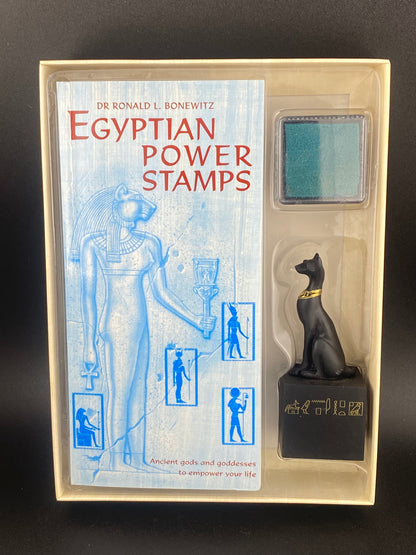 DR RONALD L. BONEWITZ
EGYPTIAN
POWER
STAMPS
Ancient gods and goddesses
to empower your life